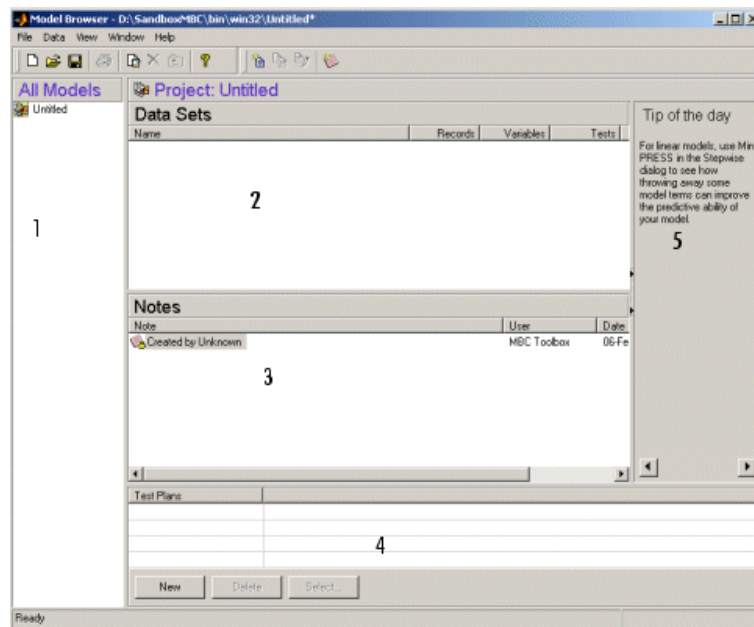 Model Browser - D:\SandboxMBC\bin\win32\Untitled*
File Data View Window Help
All Models
Project: Untitled
Untitled
Data Sets
Name Records Variables Tests
1
2
Tip of the day
For linear models, use Min
PRESS in the Stepwise
dialog to see how
throwing away some
model terms can improve
the predictive ability of
your model.
5
Notes
Note User Date
Created by Unknown MBC Toolbox 06-Fe
3
Test Plans
4
New Delete Select...
Ready